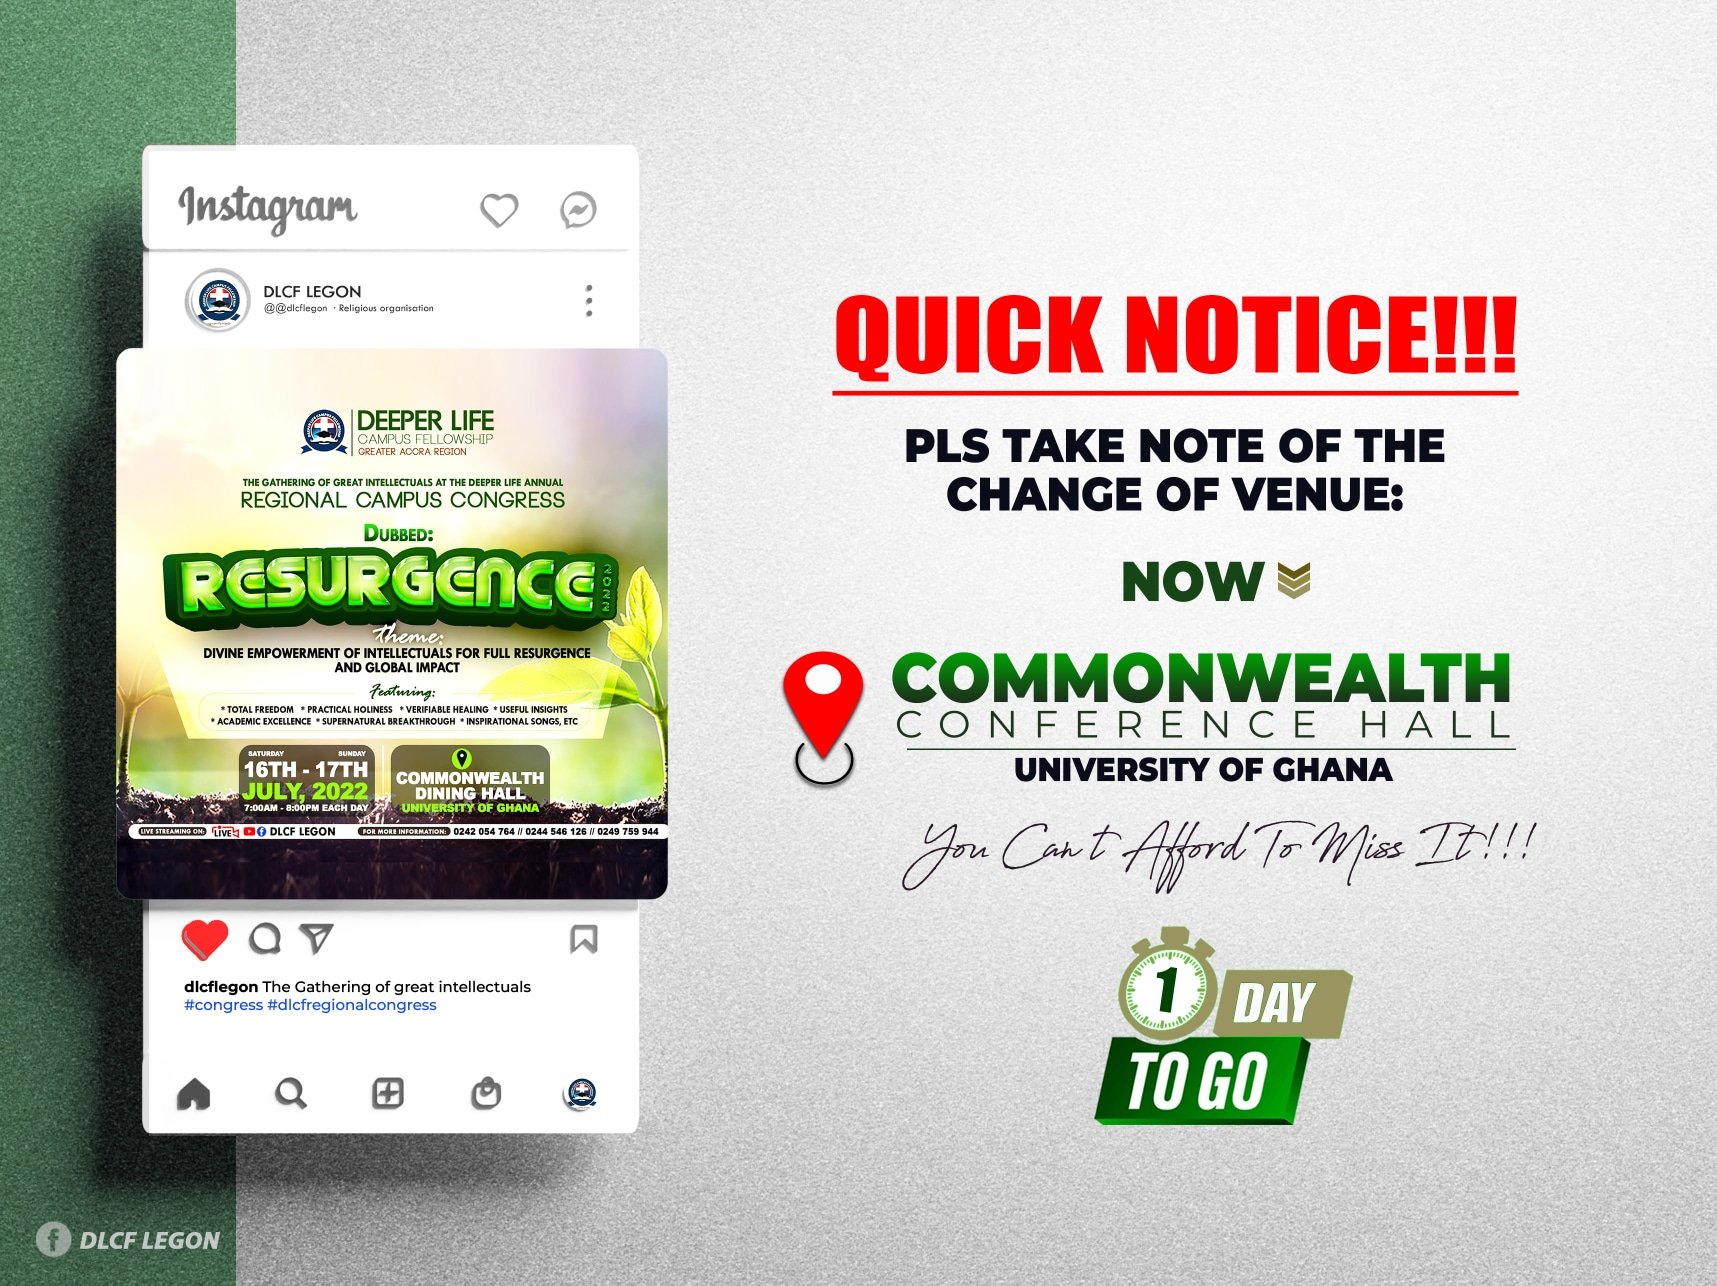 Instagram
DLCF LEGON
@@dlcflegon · Religious organisation
DEEPER LIFE
CAMPUS FELLOWSHIP
GREATER ACCRA REGION
THE GATHERING OF GREAT INTELLECTUALS AT THE DEEPER LIFE ANNUAL
REGIONAL CAMPUS CONGRESS
DUBBED:
RESURGENCE 2022
Theme:
DIVINE EMPOWERMENT OF INTELLECTUALS FOR FULL RESURGENCE
AND GLOBAL IMPACT
Featuring:
* TOTAL FREEDOM * PRACTICAL HOLINESS * VERIFIABLE HEALING * USEFUL INSIGHTS
* ACADEMIC EXCELLENCE * SUPERNATURAL BREAKTHROUGH * INSPIRATIONAL SONGS, ETC
SATURDAY SUNDAY
16TH - 17TH
JULY, 2022
7:00AM - 8:00PM EACH DAY
COMMONWEALTH
DINING HALL
UNIVERSITY OF GHANA
LIVE STREAMING ON: LIVE DLCF LEGON FOR MORE INFORMATION: 0242 054 764 // 0244 546 126 // 0249 759 944
dlcflegon The Gathering of great intellectuals
#congress #dlcfregionalcongress
DLCF LEGON
QUICK NOTICE!!!
PLS TAKE NOTE OF THE
CHANGE OF VENUE:
NOW
COMMONWEALTH
CONFERENCE HALL
UNIVERSITY OF GHANA
You Can't Afford To Miss It!!!
1 DAY
TO GO